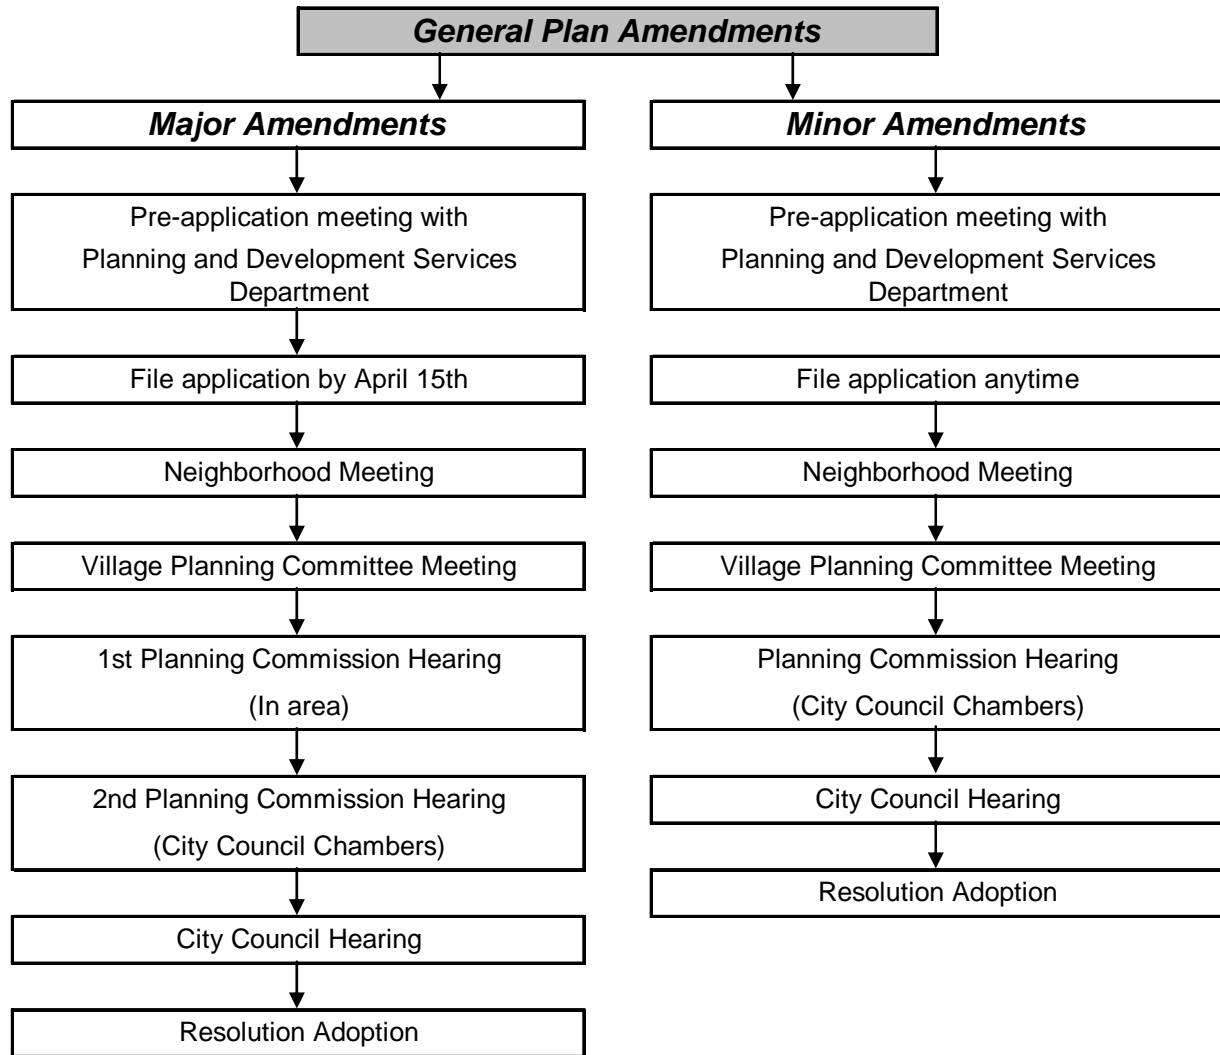 General Plan Amendments
Major Amendments
Pre-application meeting with
Planning and Development Services
Department
File application by April 15th
Neighborhood Meeting
Village Planning Committee Meeting
1st Planning Commission Hearing
(In area)
2nd Planning Commission Hearing
(City Council Chambers)
City Council Hearing
Resolution Adoption
Minor Amendments
Pre-application meeting with
Planning and Development Services
Department
File application anytime
Neighborhood Meeting
Village Planning Committee Meeting
Planning Commission Hearing
(City Council Chambers)
City Council Hearing
Resolution Adoption